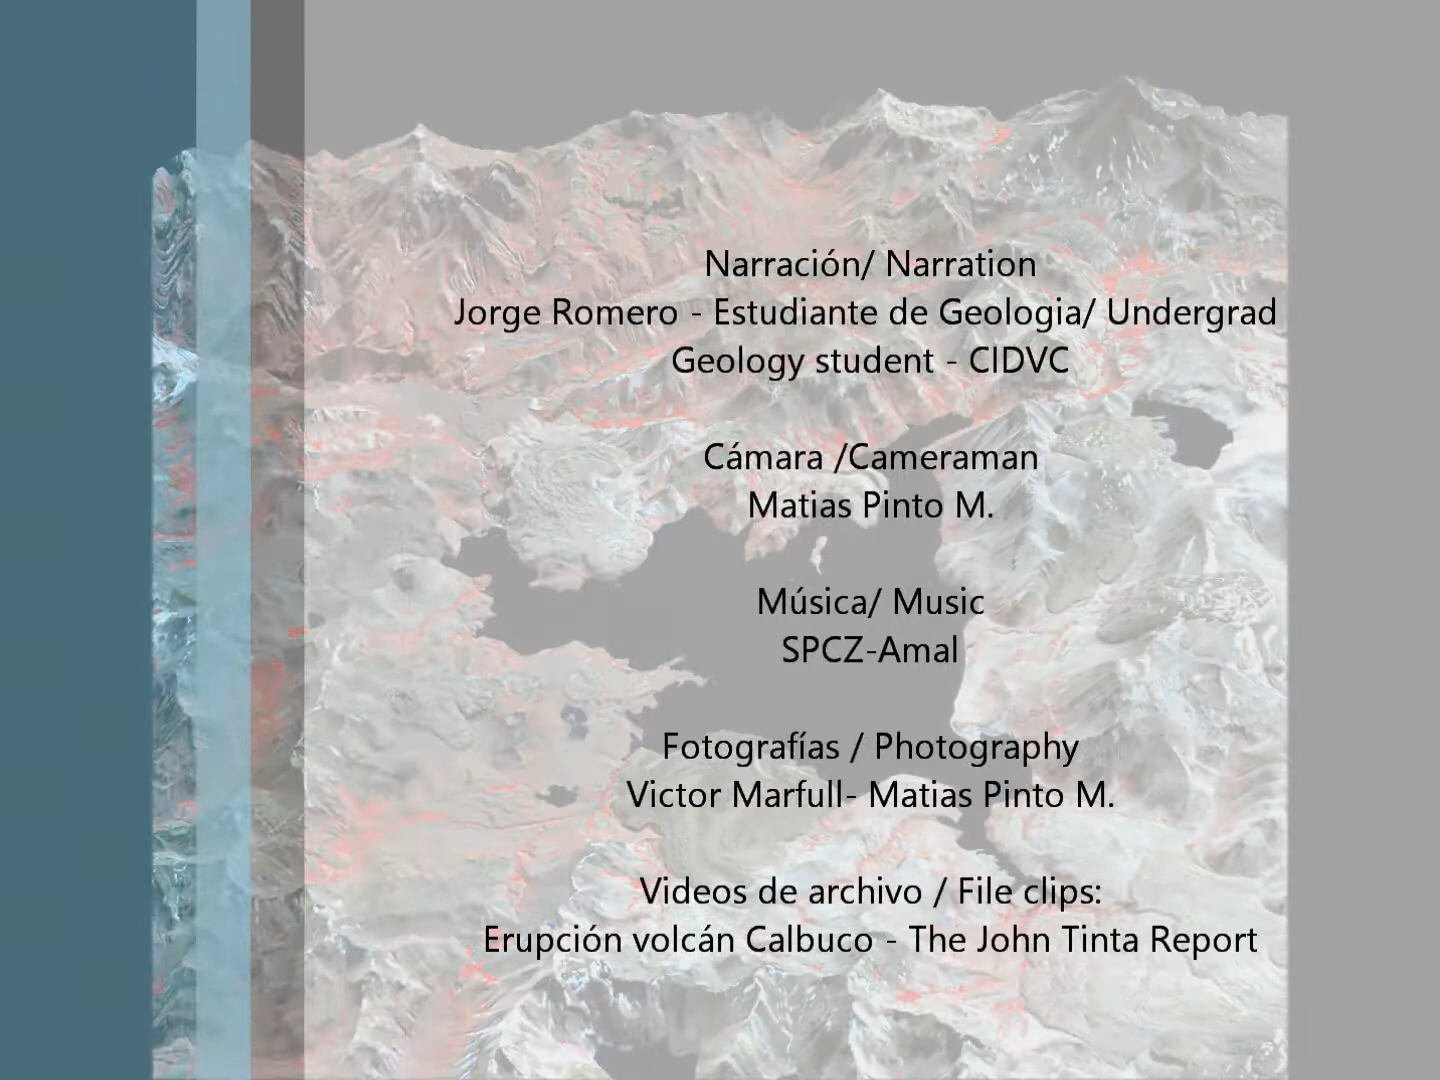 Narración/ Narration
Jorge Romero - Estudiante de Geologia/ Undergrad
Geology student - CIDVC
Cámara /Cameraman
Matias Pinto M.
Música/ Music
SPCZ-Amal
Fotografías / Photography
Victor Marfull- Matias Pinto M.
Videos de archivo / File clips:
Erupción volcán Calbuco - The John Tinta Report